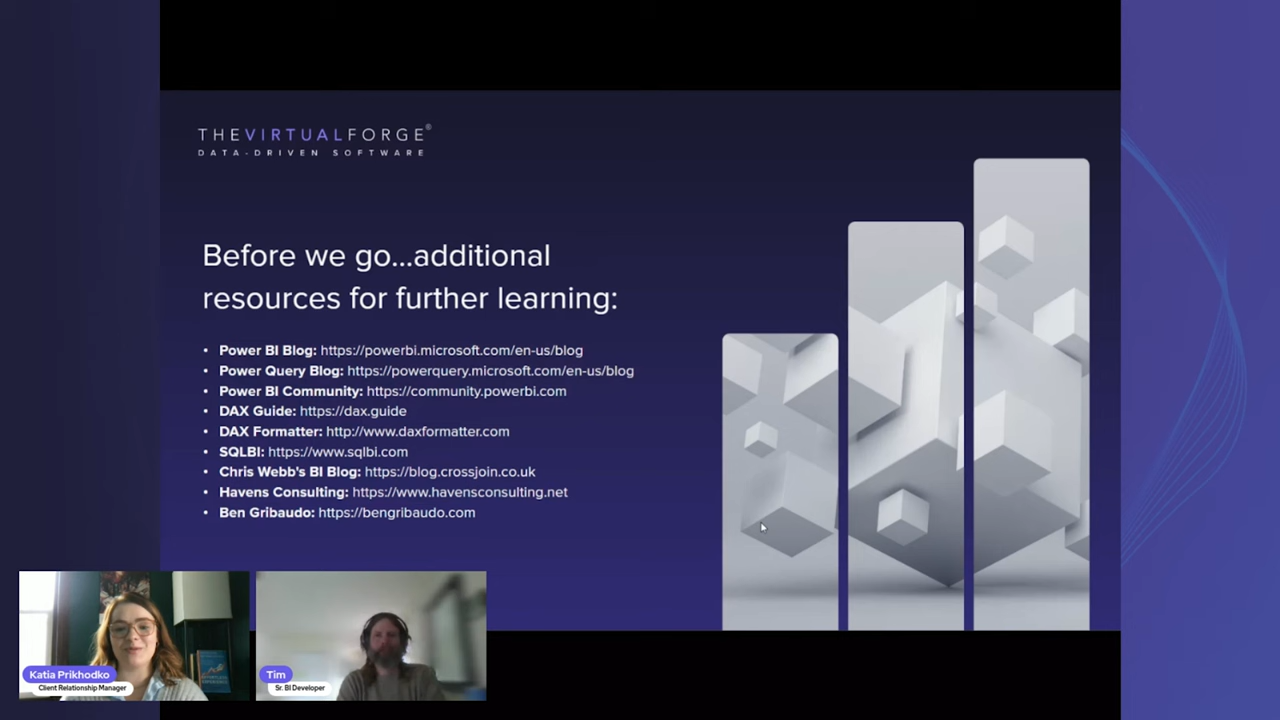 THEVIRTUALFORGE®
DATA-DRIVEN SOFTWARE
Before we go...additional
resources for further learning:
• Power BI Blog: https://powerbi.microsoft.com/en-us/blog
• Power Query Blog: https://powerquery.microsoft.com/en-us/blog
• Power BI Community: https://community.powerbi.com
• DAX Guide: https://dax.guide
• DAX Formatter: http://www.daxformatter.com
• SQLBI: https://www.sqlbi.com
• Chris Webb's BI Blog: https://blog.crossjoin.co.uk
• Havens Consulting: https://www.havensconsulting.net
• Ben Gribaudo: https://bengribaudo.com
Katia Prikhodko
Client Relationship Manager
Tim
Sr. BI Developer